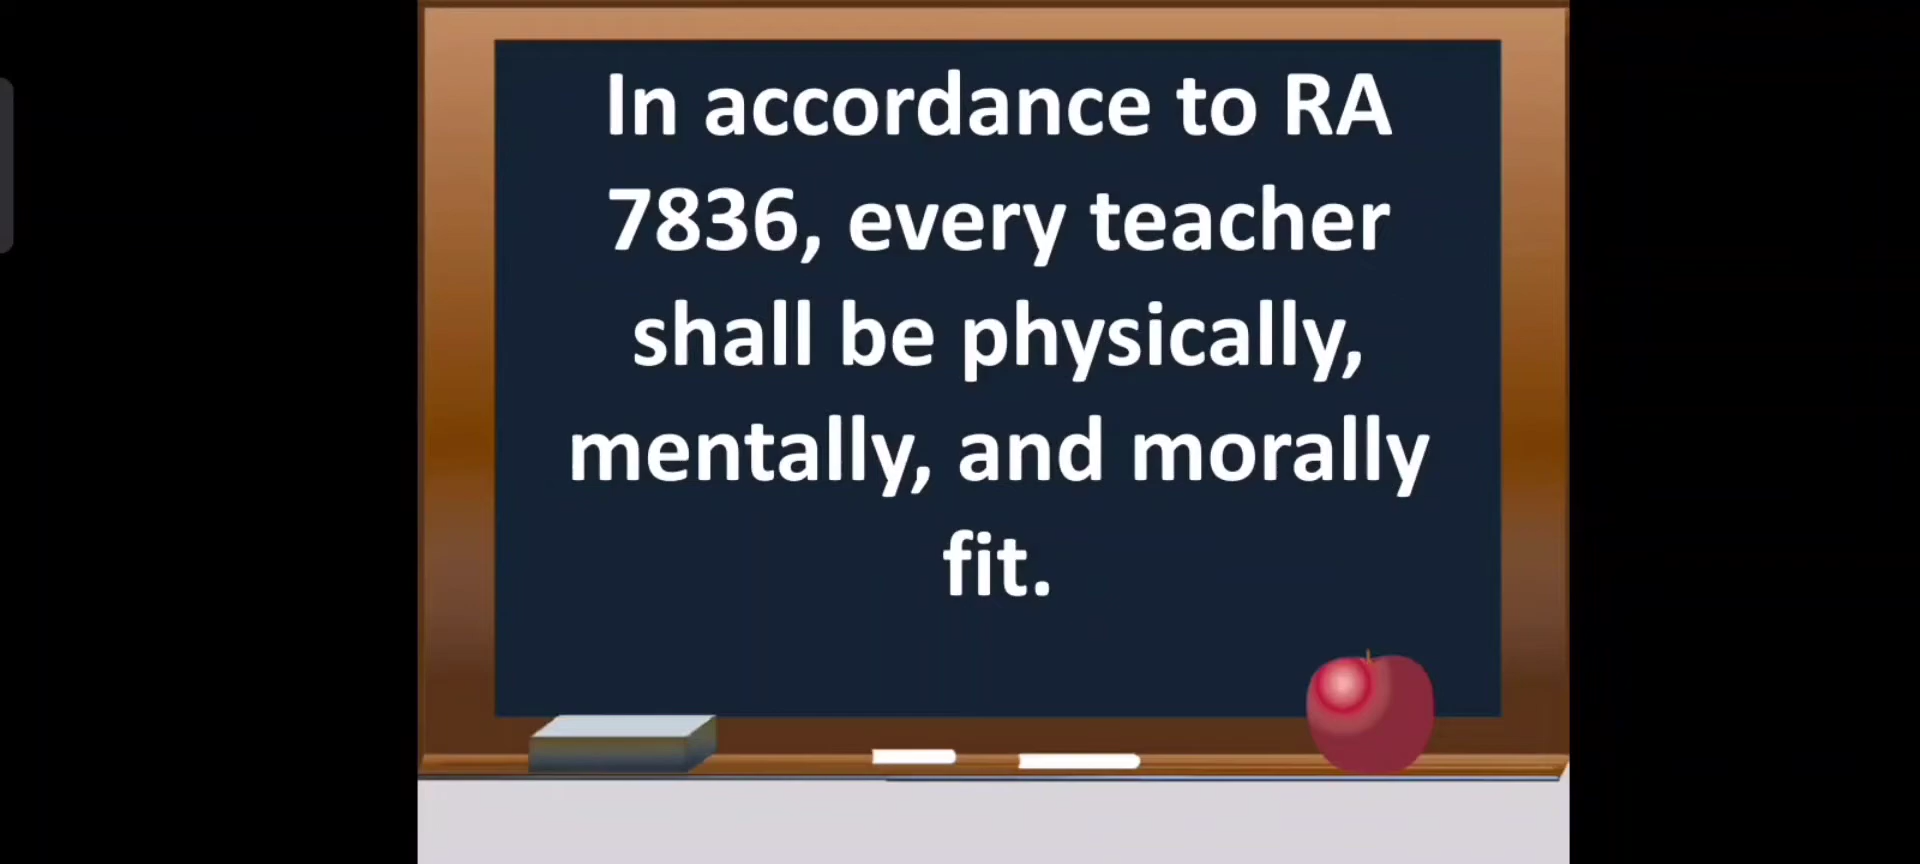 In accordance to RA
7836, every teacher
shall be physically,
mentally, and morally
fit.